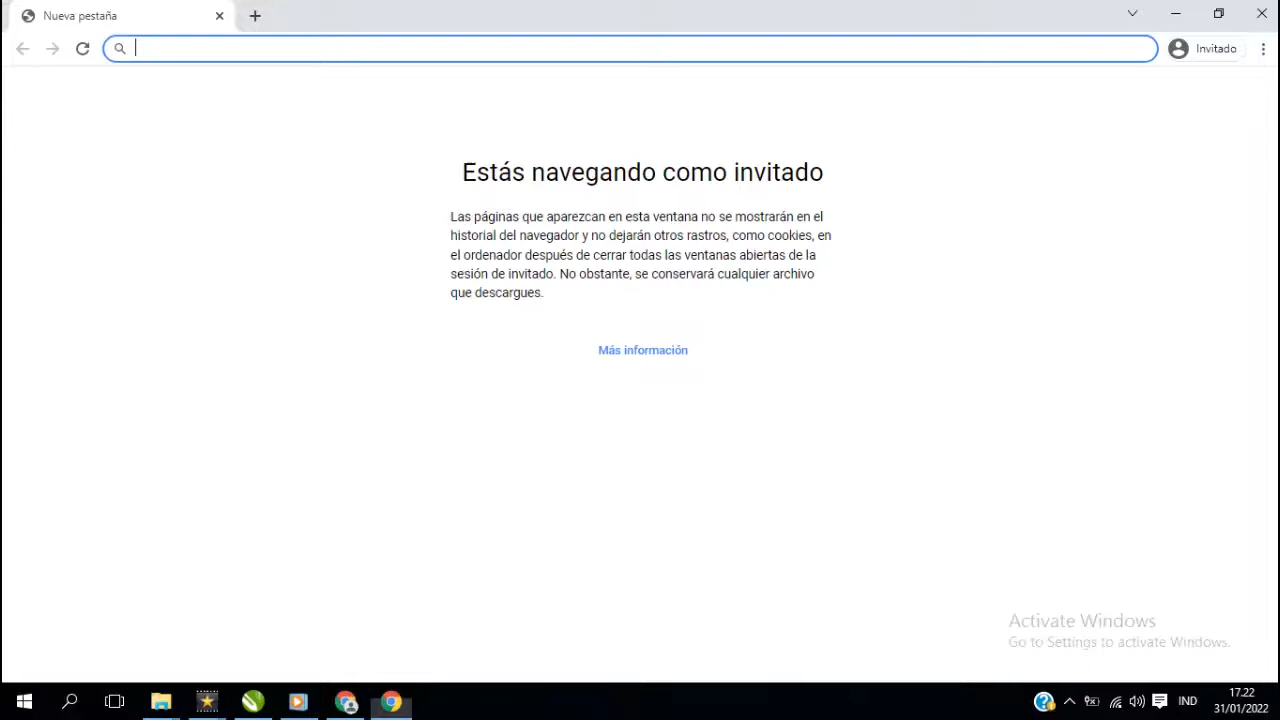 Nueva pestaña
Invitado
Estás navegando como invitado
Las páginas que aparezcan en esta ventana no se mostrarán en el
historial del navegador y no dejarán otros rastros, como cookies, en
el ordenador después de cerrar todas las ventanas abiertas de la
sesión de invitado. No obstante, se conservará cualquier archivo
que descargues.
Más información
Activate Windows
Go to Settings to activate Windows.
IND
17.22
31/01/2022